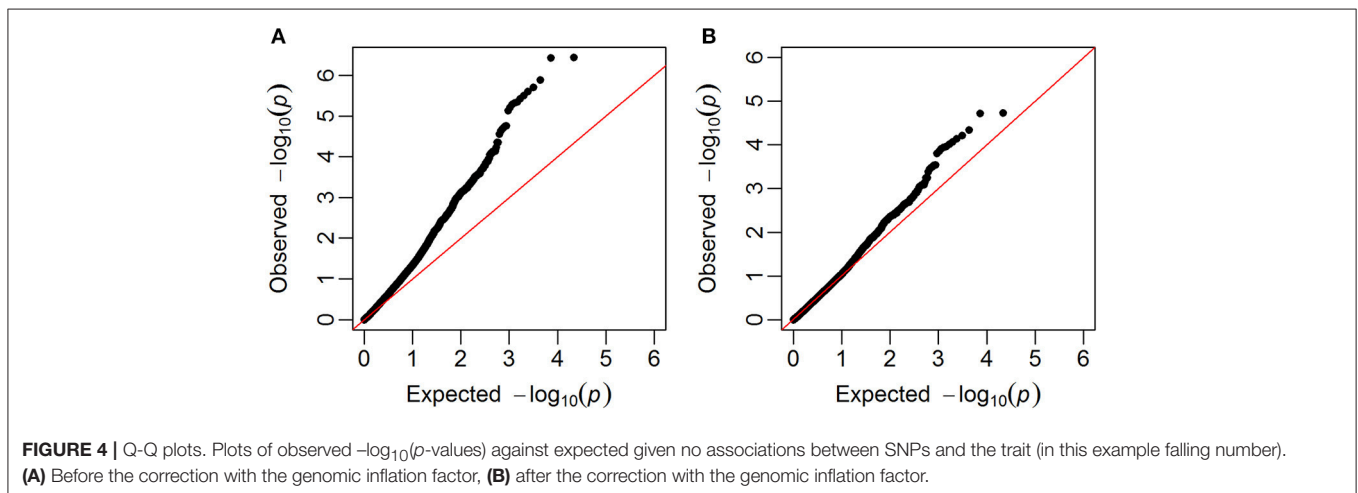 A
Observed −log10(p)
6
5
4
3
2
1
0
0 1 2 3 4 5 6
Expected −log10(p)
B
Observed −log10(p)
6
5
4
3
2
1
0
0 1 2 3 4 5 6
Expected −log10(p)
FIGURE 4 | Q-Q plots. Plots of observed –log10(p-values) against expected given no associations between SNPs and the trait (in this example falling number).
(A) Before the correction with the genomic inflation factor, (B) after the correction with the genomic inflation factor.